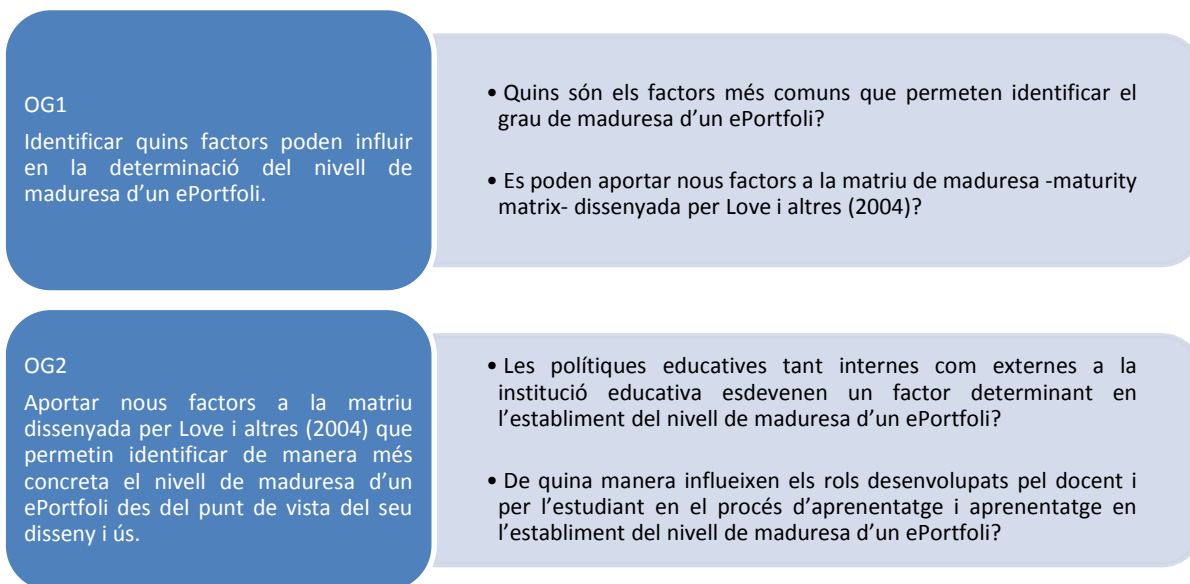 OG1
Identificar quins factors poden influir
en la determinació del nivell de
maduresa d’un ePortfoli.
• Quins són els factors més comuns que permeten identificar el
grau de maduresa d’un ePortfoli?
• Es poden aportar nous factors a la matriu de maduresa -maturity
matrix- dissenyada per Love i altres (2004)?
OG2
Aportar nous factors a la matriu
dissenyada per Love i altres (2004) que
permetin identificar de manera més
concreta el nivell de maduresa d’un
ePortfoli des del punt de vista del seu
disseny i ús.
• Les polítiques educatives tant internes com externes a la
institució educativa esdevenen un factor determinant en
l’establiment del nivell de maduresa d’un ePortfoli?
• De quina manera influeixen els rols desenvolupats pel docent i
per l’estudiant en el procés d’aprenentatge i aprenentatge en
l’establiment del nivell de maduresa d’un ePortfoli?